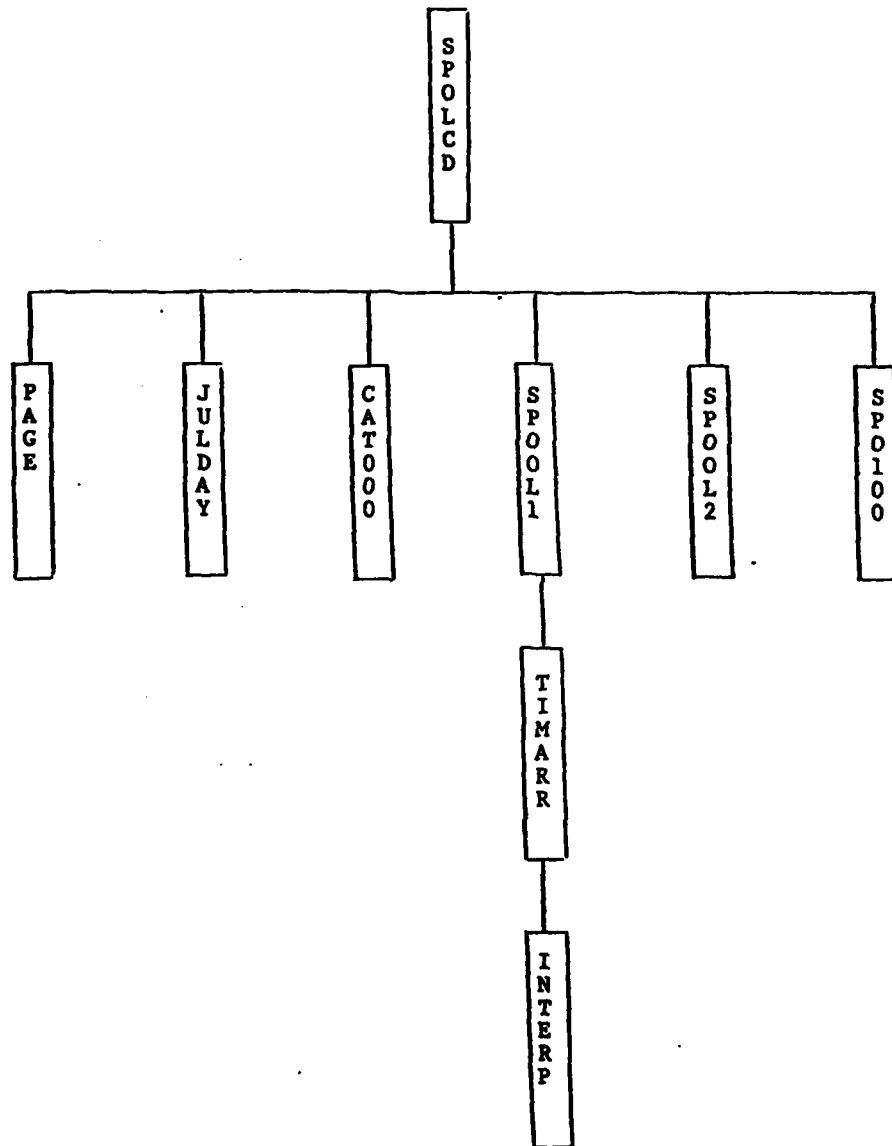 SPOLCD
PAGE
JULDAY
CAT000
SPOOL1
SPOOL2
SPO100
TIMARR
INTERP